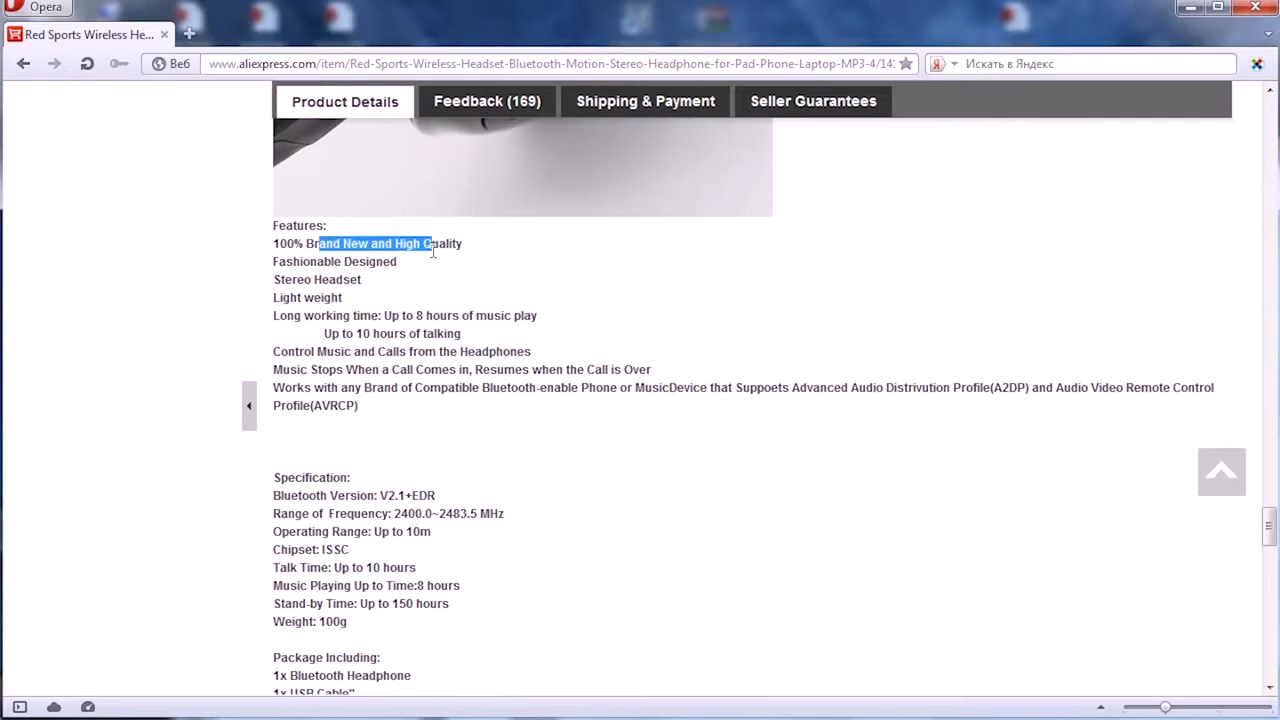 Opera
Red Sports Wireless He...
Веб
www.aliexpress.com/item/Red-Sports-Wireless-Headset-Bluetooth-Motion-Stereo-Headphone-for-Pad-Phone-Laptop-MP3-4/14
Искать в Яндекс
Product Details
Feedback (169)
Shipping & Payment
Seller Guarantees
Features:
100% Brand New and High Quality
Fashionable Designed
Stereo Headset
Light weight
Long working time: Up to 8 hours of music play
Up to 10 hours of talking
Control Music and Calls from the Headphones
Music Stops When a Call Comes in, Resumes when the Call is Over
Works with any Brand of Compatible Bluetooth-enable Phone or MusicDevice that Suppoets Advanced Audio Distrivution Profile(A2DP) and Audio Video Remote Control
Profile(AVRCP)
Specification:
Bluetooth Version: V2.1+EDR
Range of Frequency: 2400.0~2483.5 MHz
Operating Range: Up to 10m
Chipset: ISSC
Talk Time: Up to 10 hours
Music Playing Up to Time:8 hours
Stand-by Time: Up to 150 hours
Weight: 100g
Package Including:
1x Bluetooth Headphone
1x USB Cable"